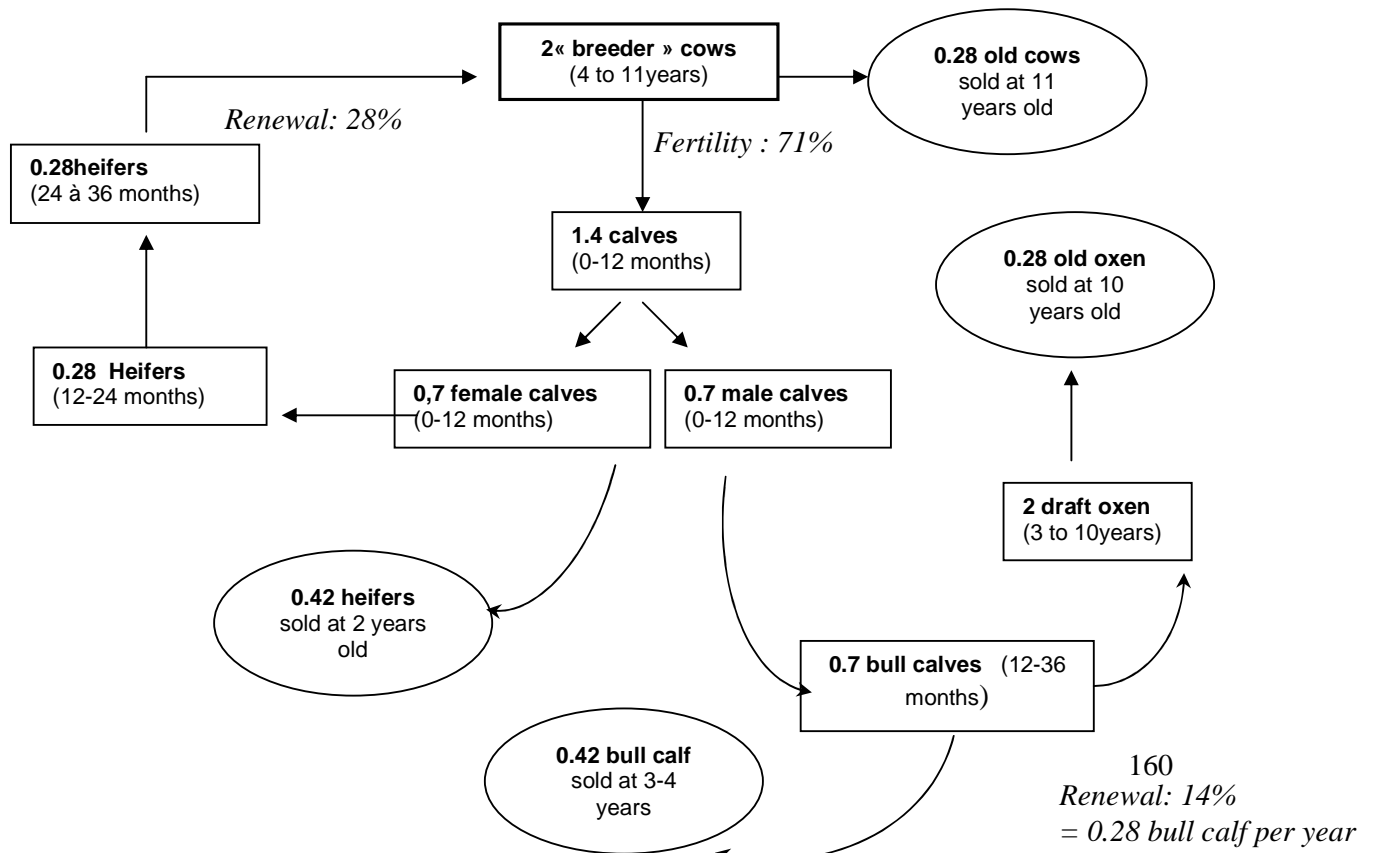 2« breeder » cows
(4 to 11years)
0.28 old cows
sold at 11
years old
Renewal: 28%
Fertility : 71%
0.28heifers
(24 à 36 months)
1.4 calves
(0-12 months)
0.28 old oxen
sold at 10
years old
0.28 Heifers
(12-24 months)
0,7 female calves
(0-12 months)
0.7 male calves
(0-12 months)
2 draft oxen
(3 to 10years)
0.42 heifers
sold at 2 years
old
0.7 bull calves (12-36
months)
0.42 bull calf
sold at 3-4
years
160
Renewal: 14%
= 0.28 bull calf per year